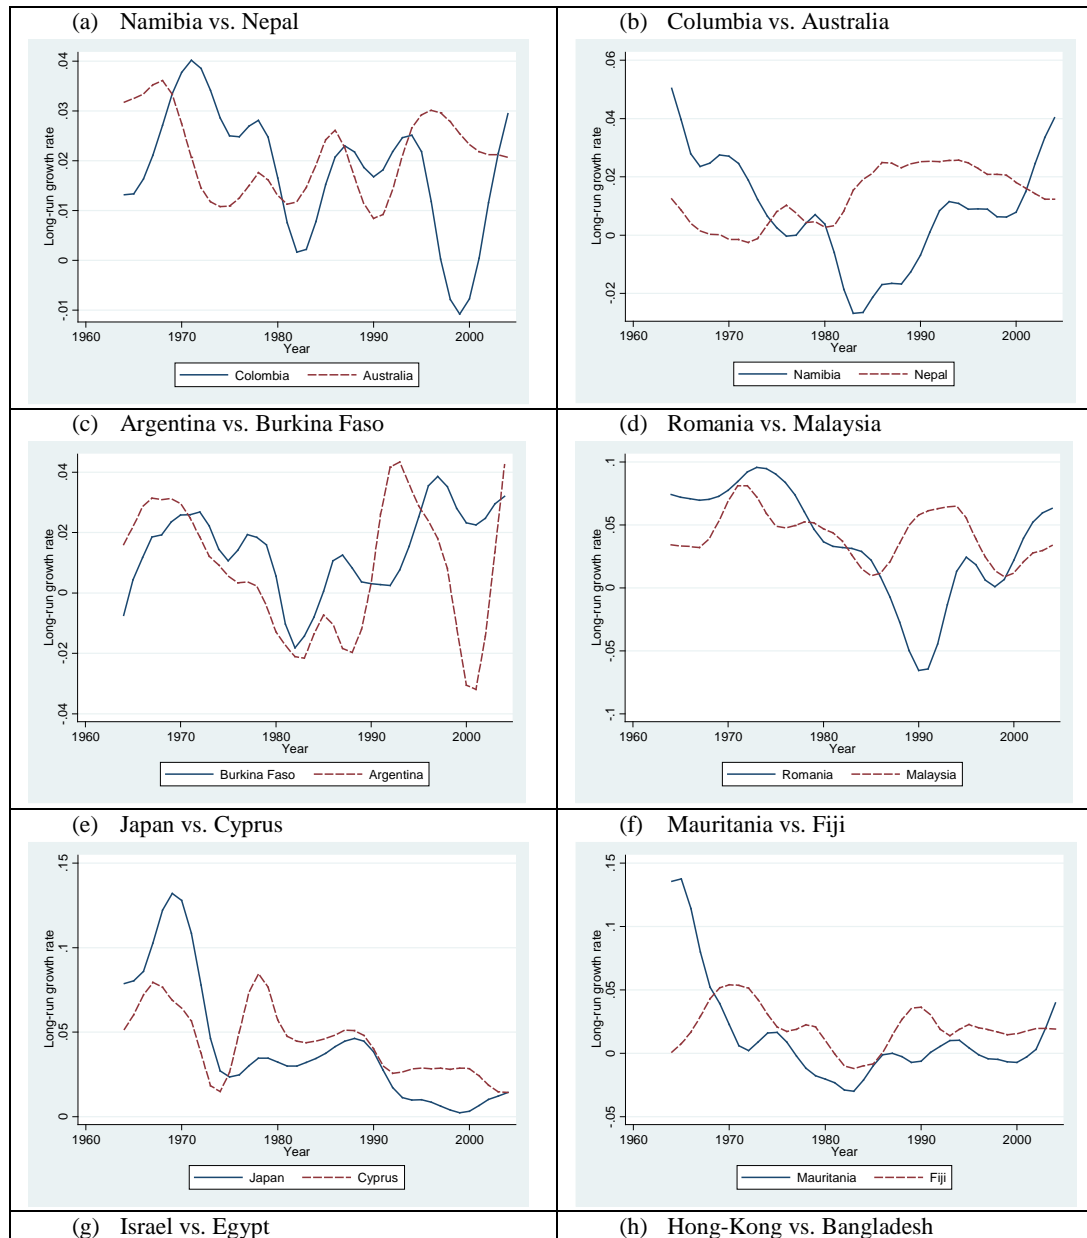 (a) Namibia vs. Nepal
Long-run growth rate
.04
.03
.02
.01
0
-.01
1960 1970 1980 1990 2000
Year
Colombia Australia
(b) Columbia vs. Australia
Long-run growth rate
.06
.04
.02
0
-.02
1960 1970 1980 1990 2000
Year
Namibia Nepal
(c) Argentina vs. Burkina Faso
Long-run growth rate
.04
.02
0
-.02
-.04
1960 1970 1980 1990 2000
Year
Burkina Faso Argentina
(d) Romania vs. Malaysia
Long-run growth rate
.1
.05
0
-.05
-.1
1960 1970 1980 1990 2000
Year
Romania Malaysia
(e) Japan vs. Cyprus
Long-run growth rate
.15
.1
.05
0
1960 1970 1980 1990 2000
Year
Japan Cyprus
(f) Mauritania vs. Fiji
Long-run growth rate
.15
.1
.05
0
-.05
1960 1970 1980 1990 2000
Year
Mauritania Fiji
(g) Israel vs. Egypt
(h) Hong-Kong vs. Bangladesh